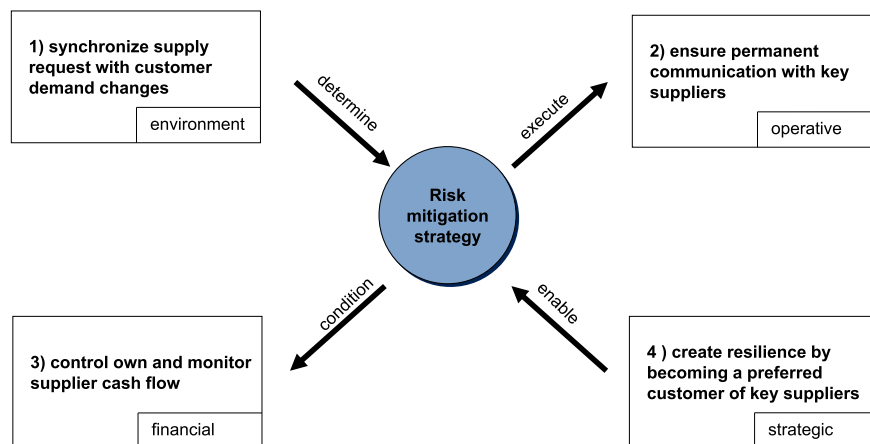 1) synchronize supply
request with customer
demand changes
environment
determine
2) ensure permanent
communication with key
suppliers
operative
execute
Risk
mitigation
strategy
3) control own and monitor
supplier cash flow
financial
condition
4 ) create resilience by
becoming a preferred
customer of key suppliers
strategic
enable